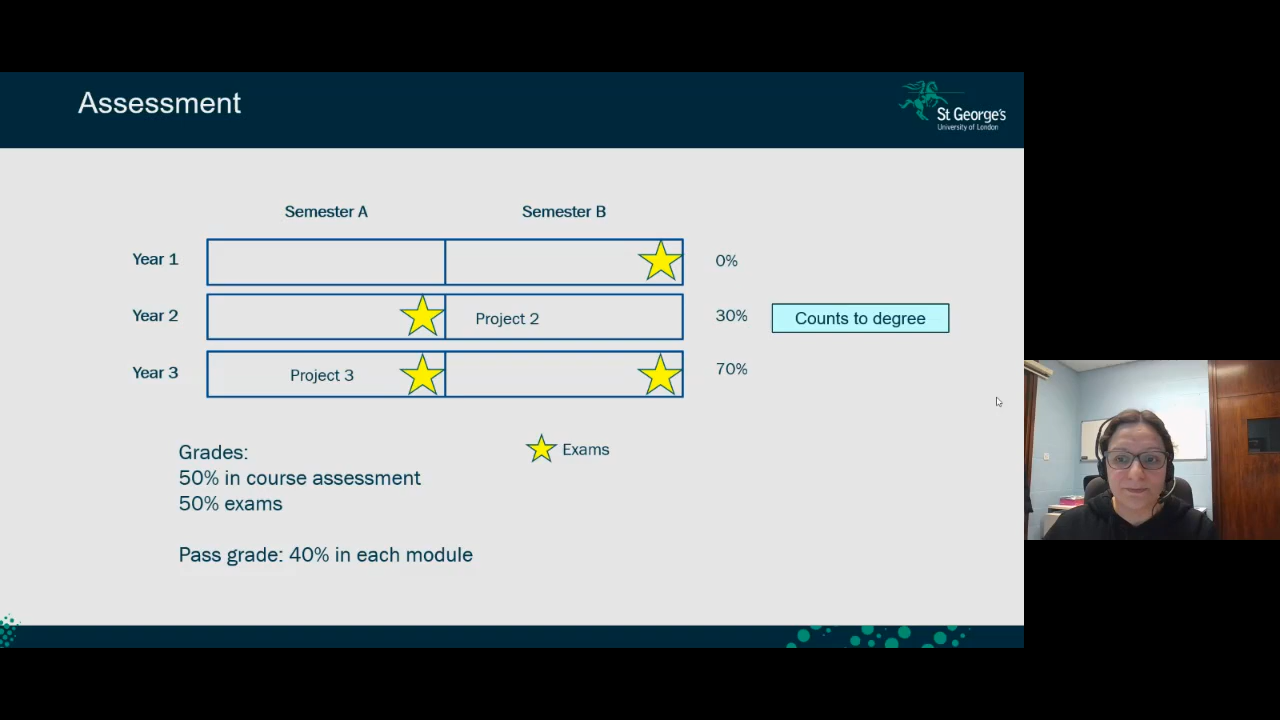 Assessment
St George's
University of London
Semester A
Semester B
Year 1
0%
Year 2
Project 2
30%
Counts to degree
Year 3
Project 3
70%
Grades:
50% in course assessment
50% exams
Exams
Pass grade: 40% in each module